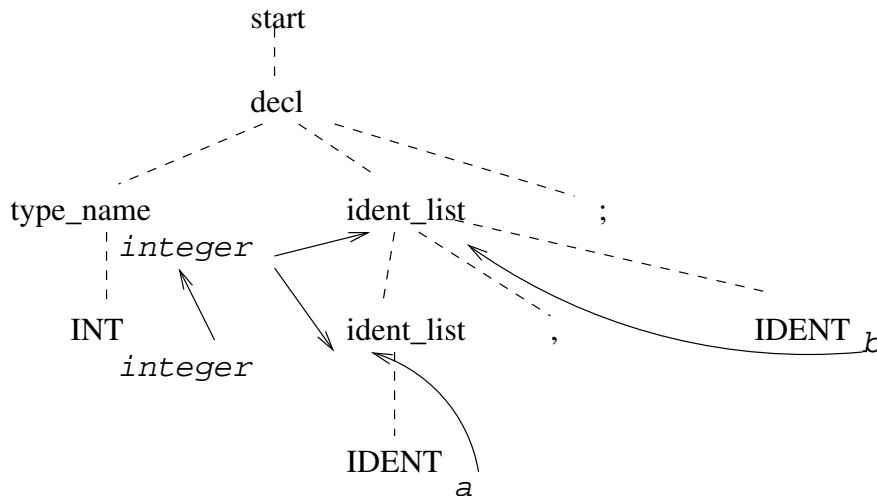 start
decl
type_name ident_list ;
integer
INT ident_list , IDENT b
integer
IDENT
a